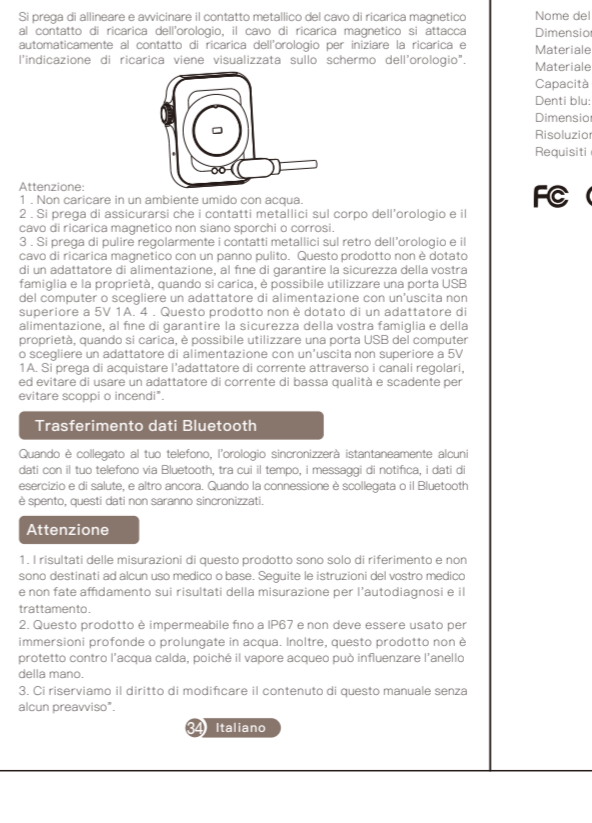 Si prega di allineare e avvicinare il contatto metallico del cavo di ricarica magnetico
al contatto di ricarica dell'orologio, il cavo di ricarica magnetico si attacca
automaticamente al contatto di ricarica dell'orologio per iniziare la ricarica e
l'indicazione di ricarica viene visualizzata sullo schermo dell'orologio".
Attenzione:
1 . Non caricare in un ambiente umido con acqua.
2 . Si prega di assicurarsi che i contatti metallici sul corpo dell'orologio e il
cavo di ricarica magnetico non siano sporchi o corrosi.
3 . Si prega di pulire regolarmente i contatti metallici sul retro dell'orologio e il
cavo di ricarica magnetico con un panno pulito. Questo prodotto non è dotato
di un adattatore di alimentazione, al fine di garantire la sicurezza della vostra
famiglia e la proprietà, quando si carica, è possibile utilizzare una porta USB
del computer o scegliere un adattatore di alimentazione con un'uscita non
superiore a 5V 1A. 4 . Questo prodotto non è dotato di un adattatore di
alimentazione, al fine di garantire la sicurezza della vostra famiglia e della
proprietà, quando si carica, è possibile utilizzare una porta USB del computer
o scegliere un adattatore di alimentazione con un'uscita non superiore a 5V
1A. Si prega di acquistare l'adattatore di corrente attraverso i canali regolari,
ed evitare di usare un adattatore di corrente di bassa qualità e scadente per
evitare scoppi o incendi".
Trasferimento dati Bluetooth
Quando è collegato al tuo telefono, l'orologio sincronizzerà istantaneamente alcuni
dati con il tuo telefono via Bluetooth, tra cui il tempo, i messaggi di notifica, i dati di
esercizio e di salute, e altro ancora. Quando la connessione è scollegata o il Bluetooth
è spento, questi dati non saranno sincronizzati.
Attenzione
1. I risultati delle misurazioni di questo prodotto sono solo di riferimento e non
sono destinati ad alcun uso medico o base. Seguite le istruzioni del vostro medico
e non fate affidamento sui risultati della misurazione per l'autodiagnosi e il
trattamento.
2. Questo prodotto è impermeabile fino a IP67 e non deve essere usato per
immersioni profonde o prolungate in acqua. Inoltre, questo prodotto non è
protetto contro l'acqua calda, poiché il vapore acqueo può influenzare l'anello
della mano.
3. Ci riserviamo il diritto di modificare il contenuto di questo manuale senza
alcun preavviso".
34 Italiano
Nome del
Materiale
Materiale
Capacità
Denti blu:
Requisiti
FC